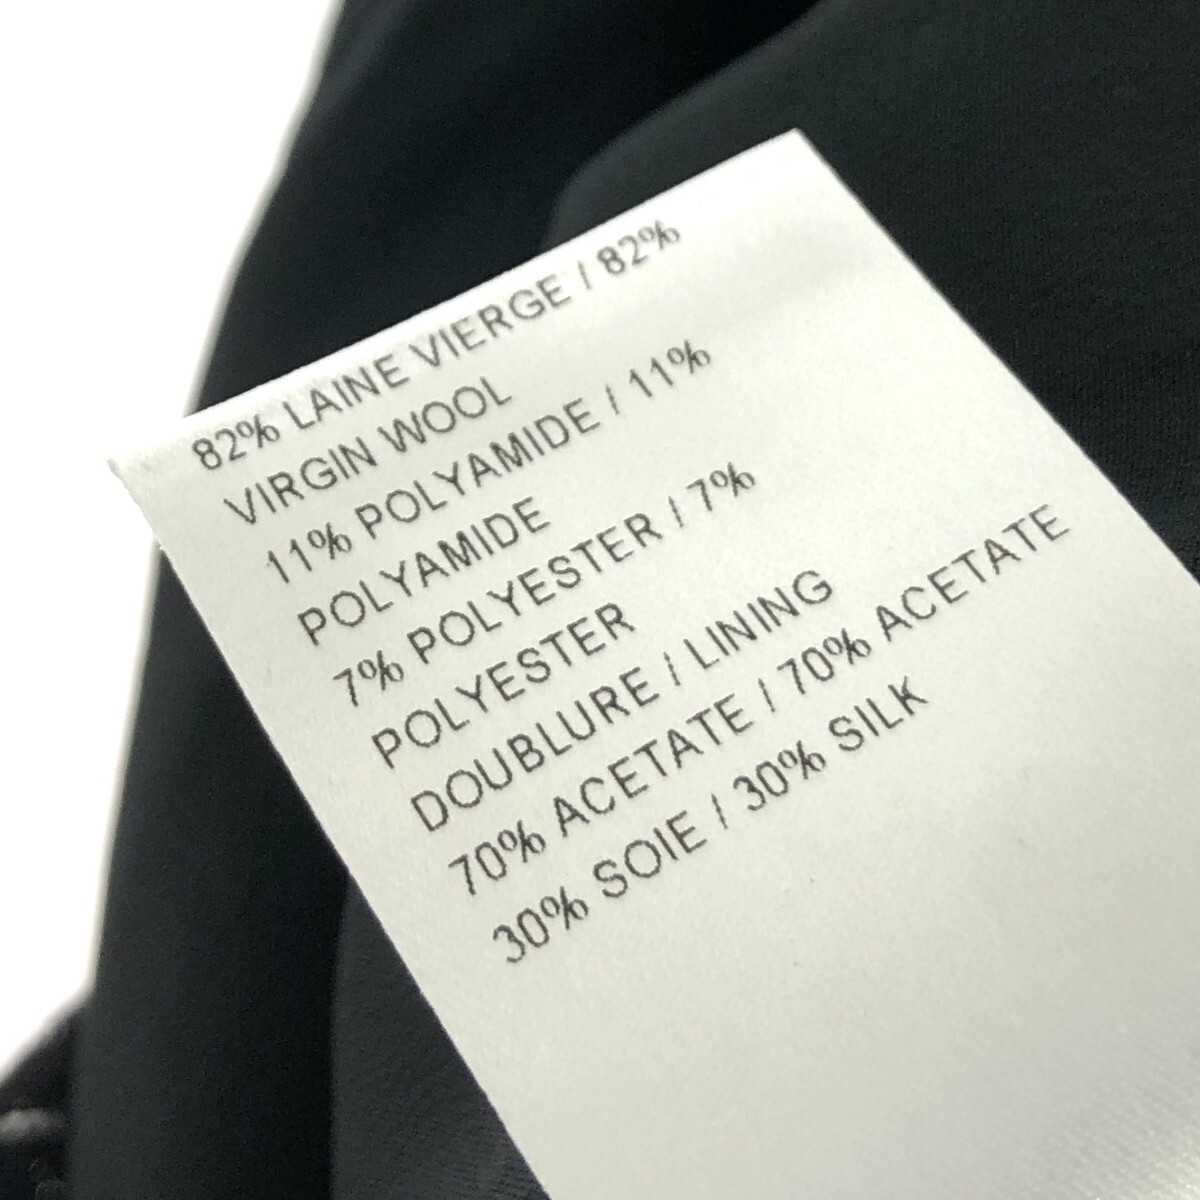 82% LAINE VIERGE / 82%
VIRGIN WOOL
11% POLYAMIDE / 11%
POLYAMIDE
7% POLYESTER / 7%
POLYESTER
DOUBLURE / LINING
70% ACETATE / 70% ACETATE
30% SOIE / 30% SILK